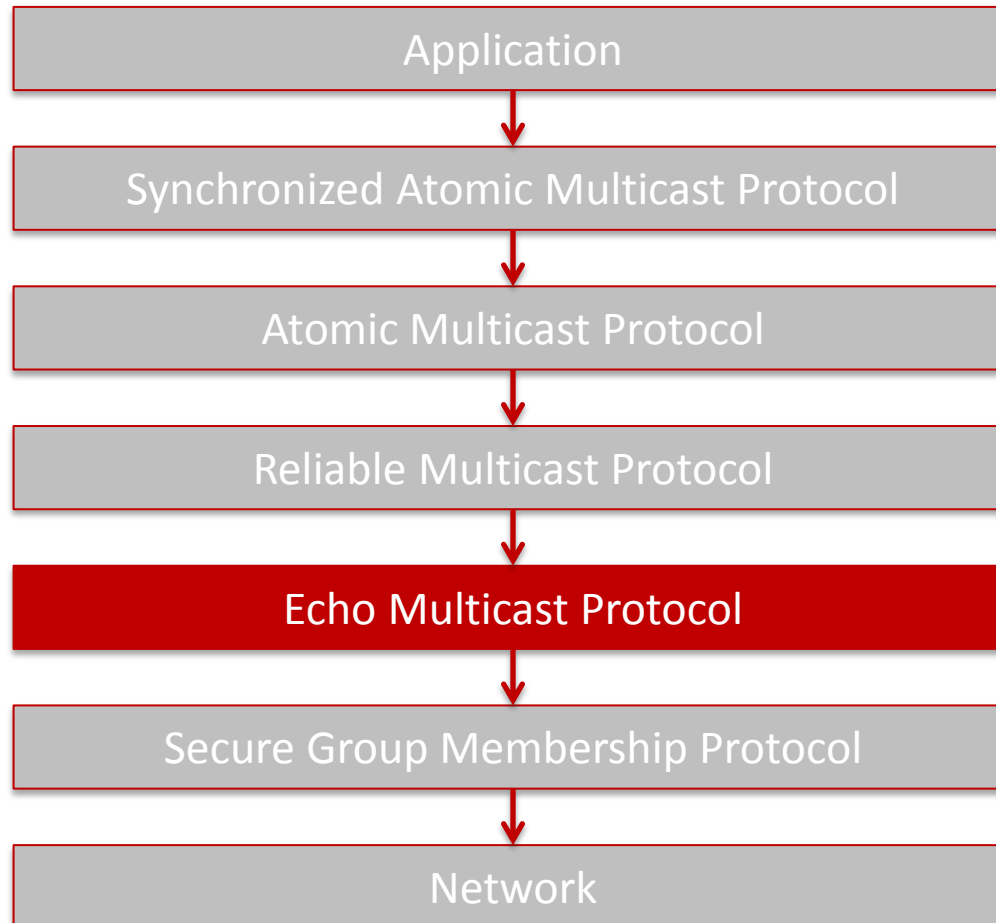 Application
Synchronized Atomic Multicast Protocol
Atomic Multicast Protocol
Reliable Multicast Protocol
Echo Multicast Protocol
Secure Group Membership Protocol
Network